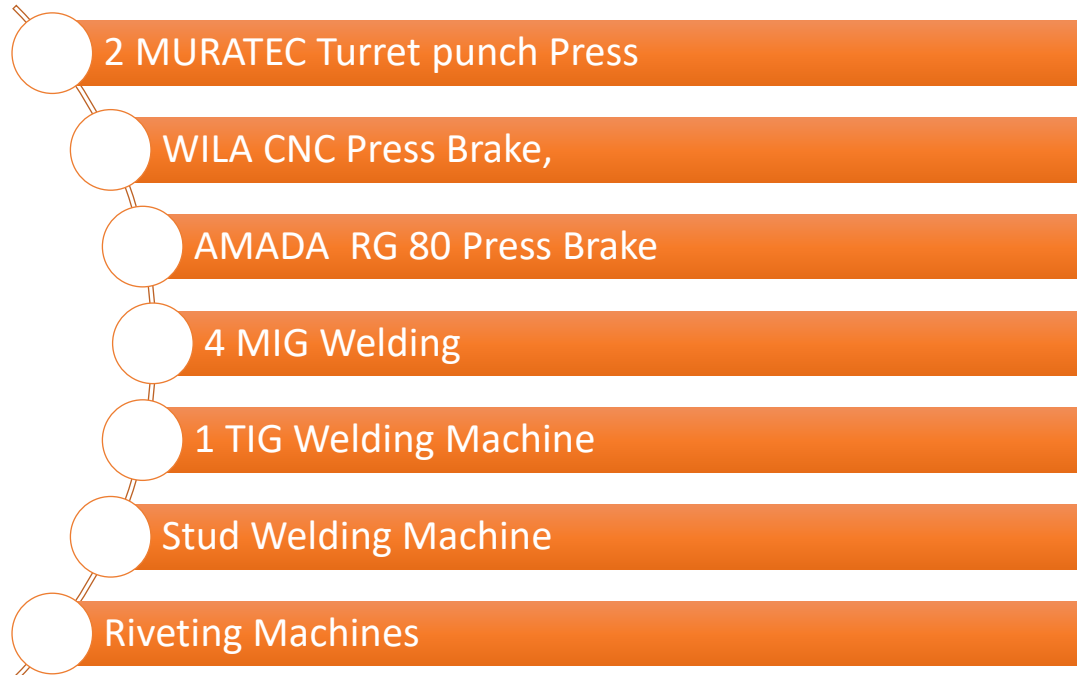 2 MURATEC Turret punch Press
WILA CNC Press Brake,
AMADA  RG 80 Press Brake
4 MIG Welding
1 TIG Welding Machine
Stud Welding Machine
Riveting Machines